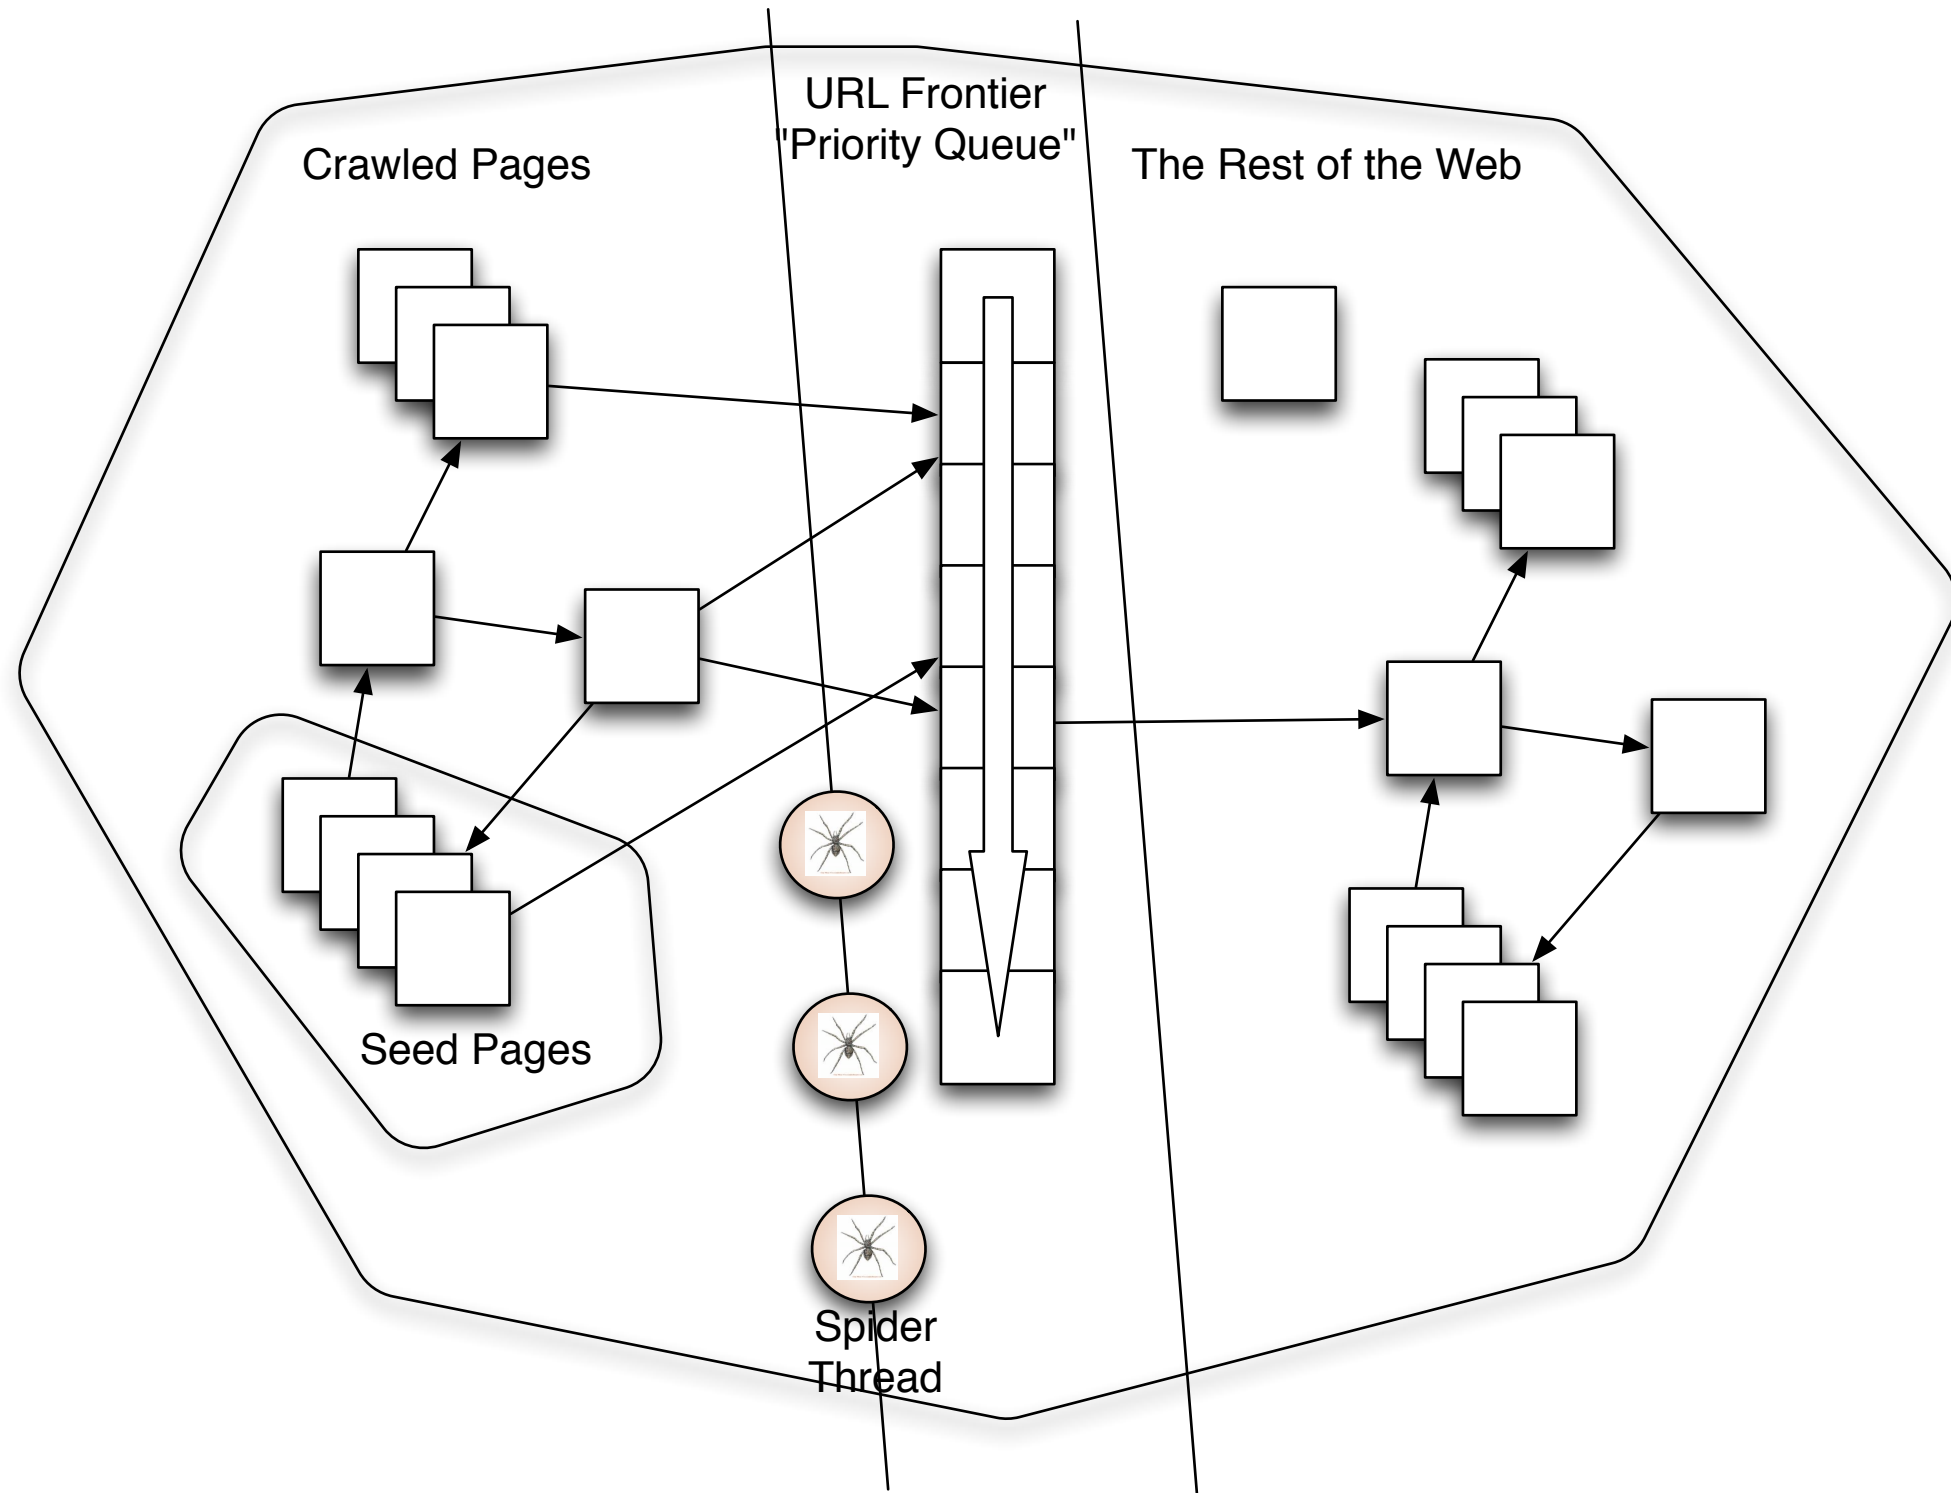 URL Frontier
"Priority Queue"
Crawled Pages
The Rest of the Web
Seed Pages
Spider
Thread